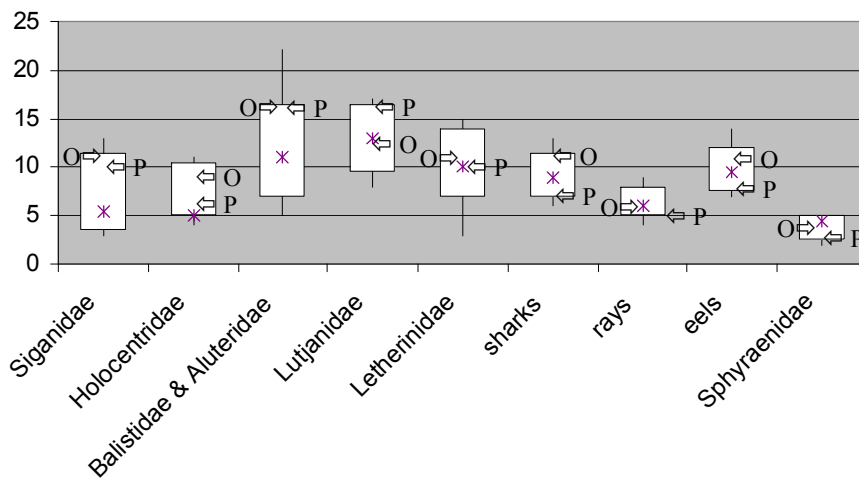 25
20
15
10
5
0
O P
O
P
O P
P
O
O P
O
P
O P
O
P
O P
Siganidae
Holocentridae
Balistidae & Aluteridae
Lutjanidae
Letherinidae
sharks
rays
eels
Sphyraenidae